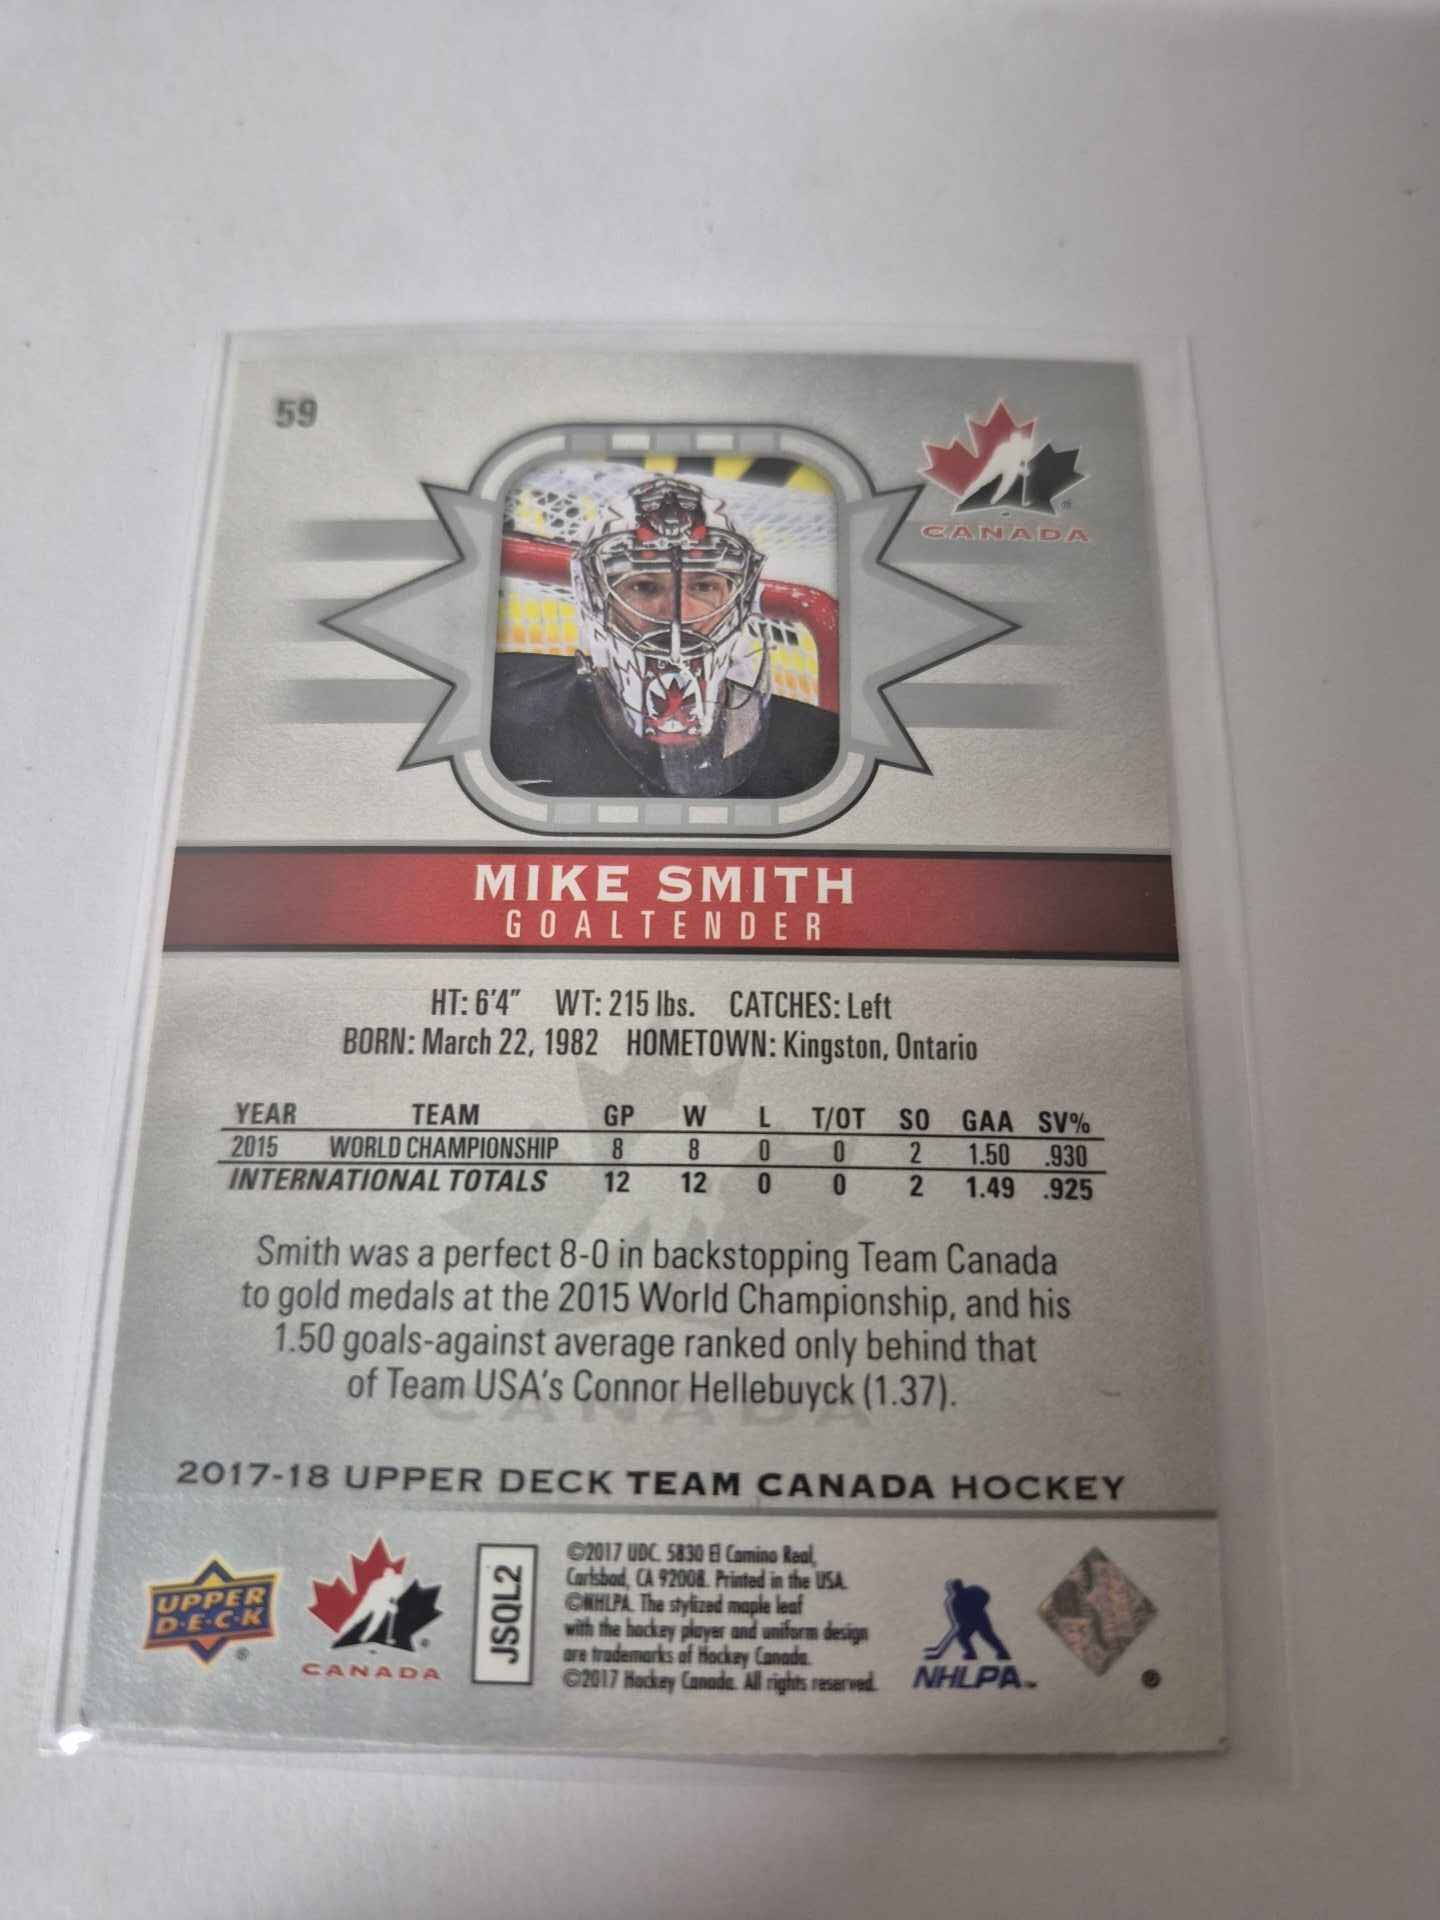 59
CANADA
MIKE SMITH
GOALTENDER
HT: 6'4" WT: 215 lbs. CATCHES: Left
BORN: March 22, 1982 HOMETOWN: Kingston, Ontario
YEAR TEAM GP W L T/OT SO GAA SV%
2015 WORLD CHAMPIONSHIP 8 8 0 0 2 1.50 .930
INTERNATIONAL TOTALS 12 12 0 0 2 1.49 .925
Smith was a perfect 8-0 in backstopping Team Canada
to gold medals at the 2015 World Championship, and his
1.50 goals-against average ranked only behind that
of Team USA's Connor Hellebuyck (1.37).
CANADA
2017-18 UPPER DECK TEAM CANADA HOCKEY
UPPER
D·E·C·K
®
CANADA
JSQL2
©2017 UDC. 5830 El Camino Real,
Carlsbad, CA 92008. Printed in the USA.
©NHLPA. The stylized maple leaf
with the hockey player and uniform design
are trademarks of Hockey Canada.
©2017 Hockey Canada. All rights reserved.
NHLPA™